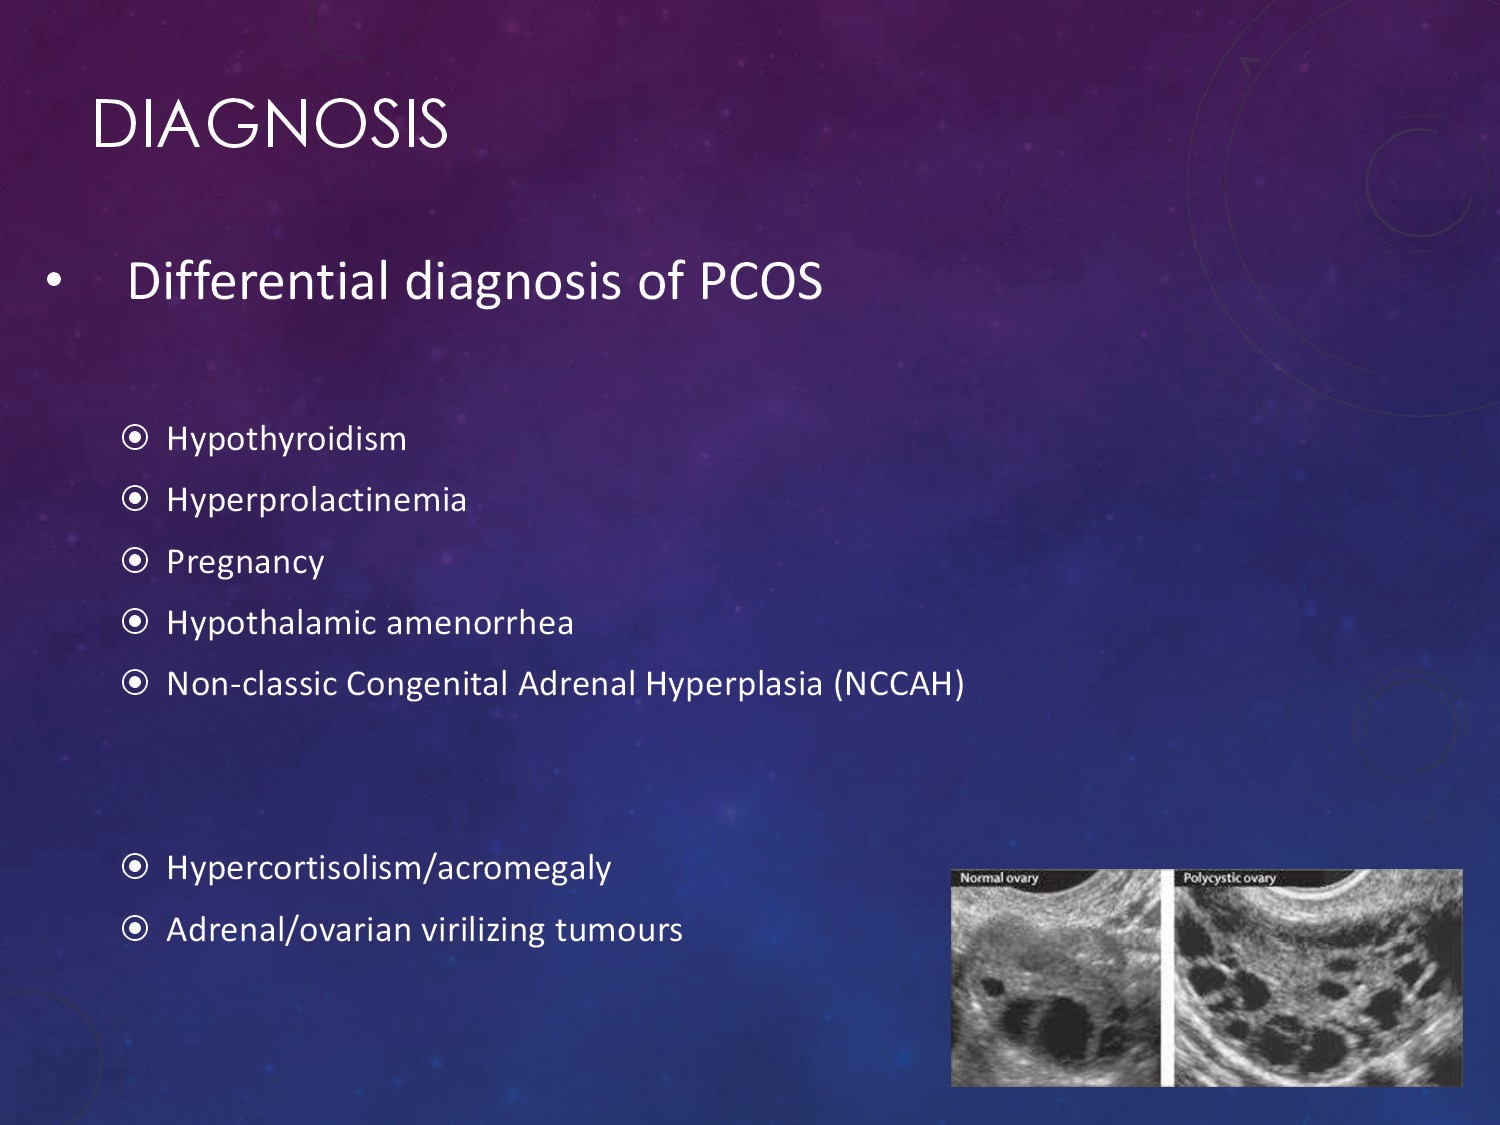 DIAGNOSIS
• Differential diagnosis of PCOS
Hypothyroidism
Hyperprolactinemia
Pregnancy
Hypothalamic amenorrhea
Non-classic Congenital Adrenal Hyperplasia (NCCAH)
Hypercortisolism/acromegaly
Adrenal/ovarian virilizing tumours
Normal ovary
Polycystic ovary